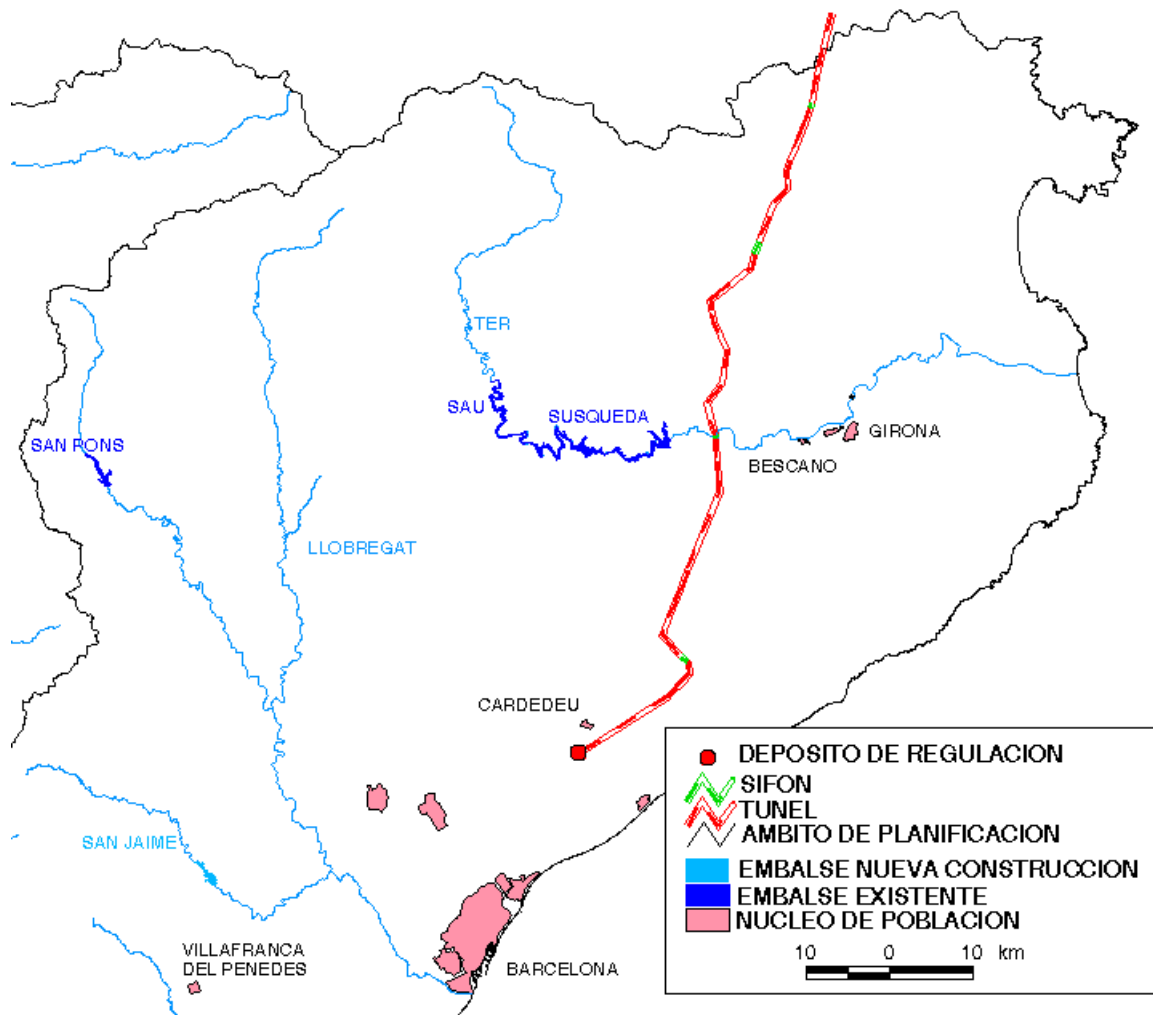 TER
SAU
SUSQUEDA
SAN PONS
GIRONA
BESCANO
LLOBREGAT
CARDEDEU
DEPOSITO DE REGULACION
SIFON
TUNEL
AMBITO DE PLANIFICACION
EMBALSE NUEVA CONSTRUCCION
EMBALSE EXISTENTE
NUCLEO DE POBLACION
10 0 10 km
SAN JAIME
VILLAFRANCA
DEL PENEDES
BARCELONA